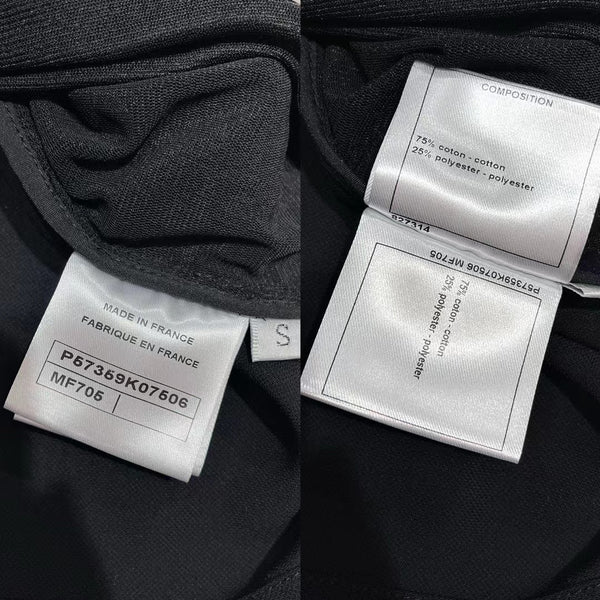 MADE IN FRANCE
FABRIQUE EN FRANCE
P57359K07506
MF705
S
COMPOSITION
75% coton - cotton
25% polyester - polyester
827314
P57359K07506 MF705
75% coton - cotton
25% polyester - polyester